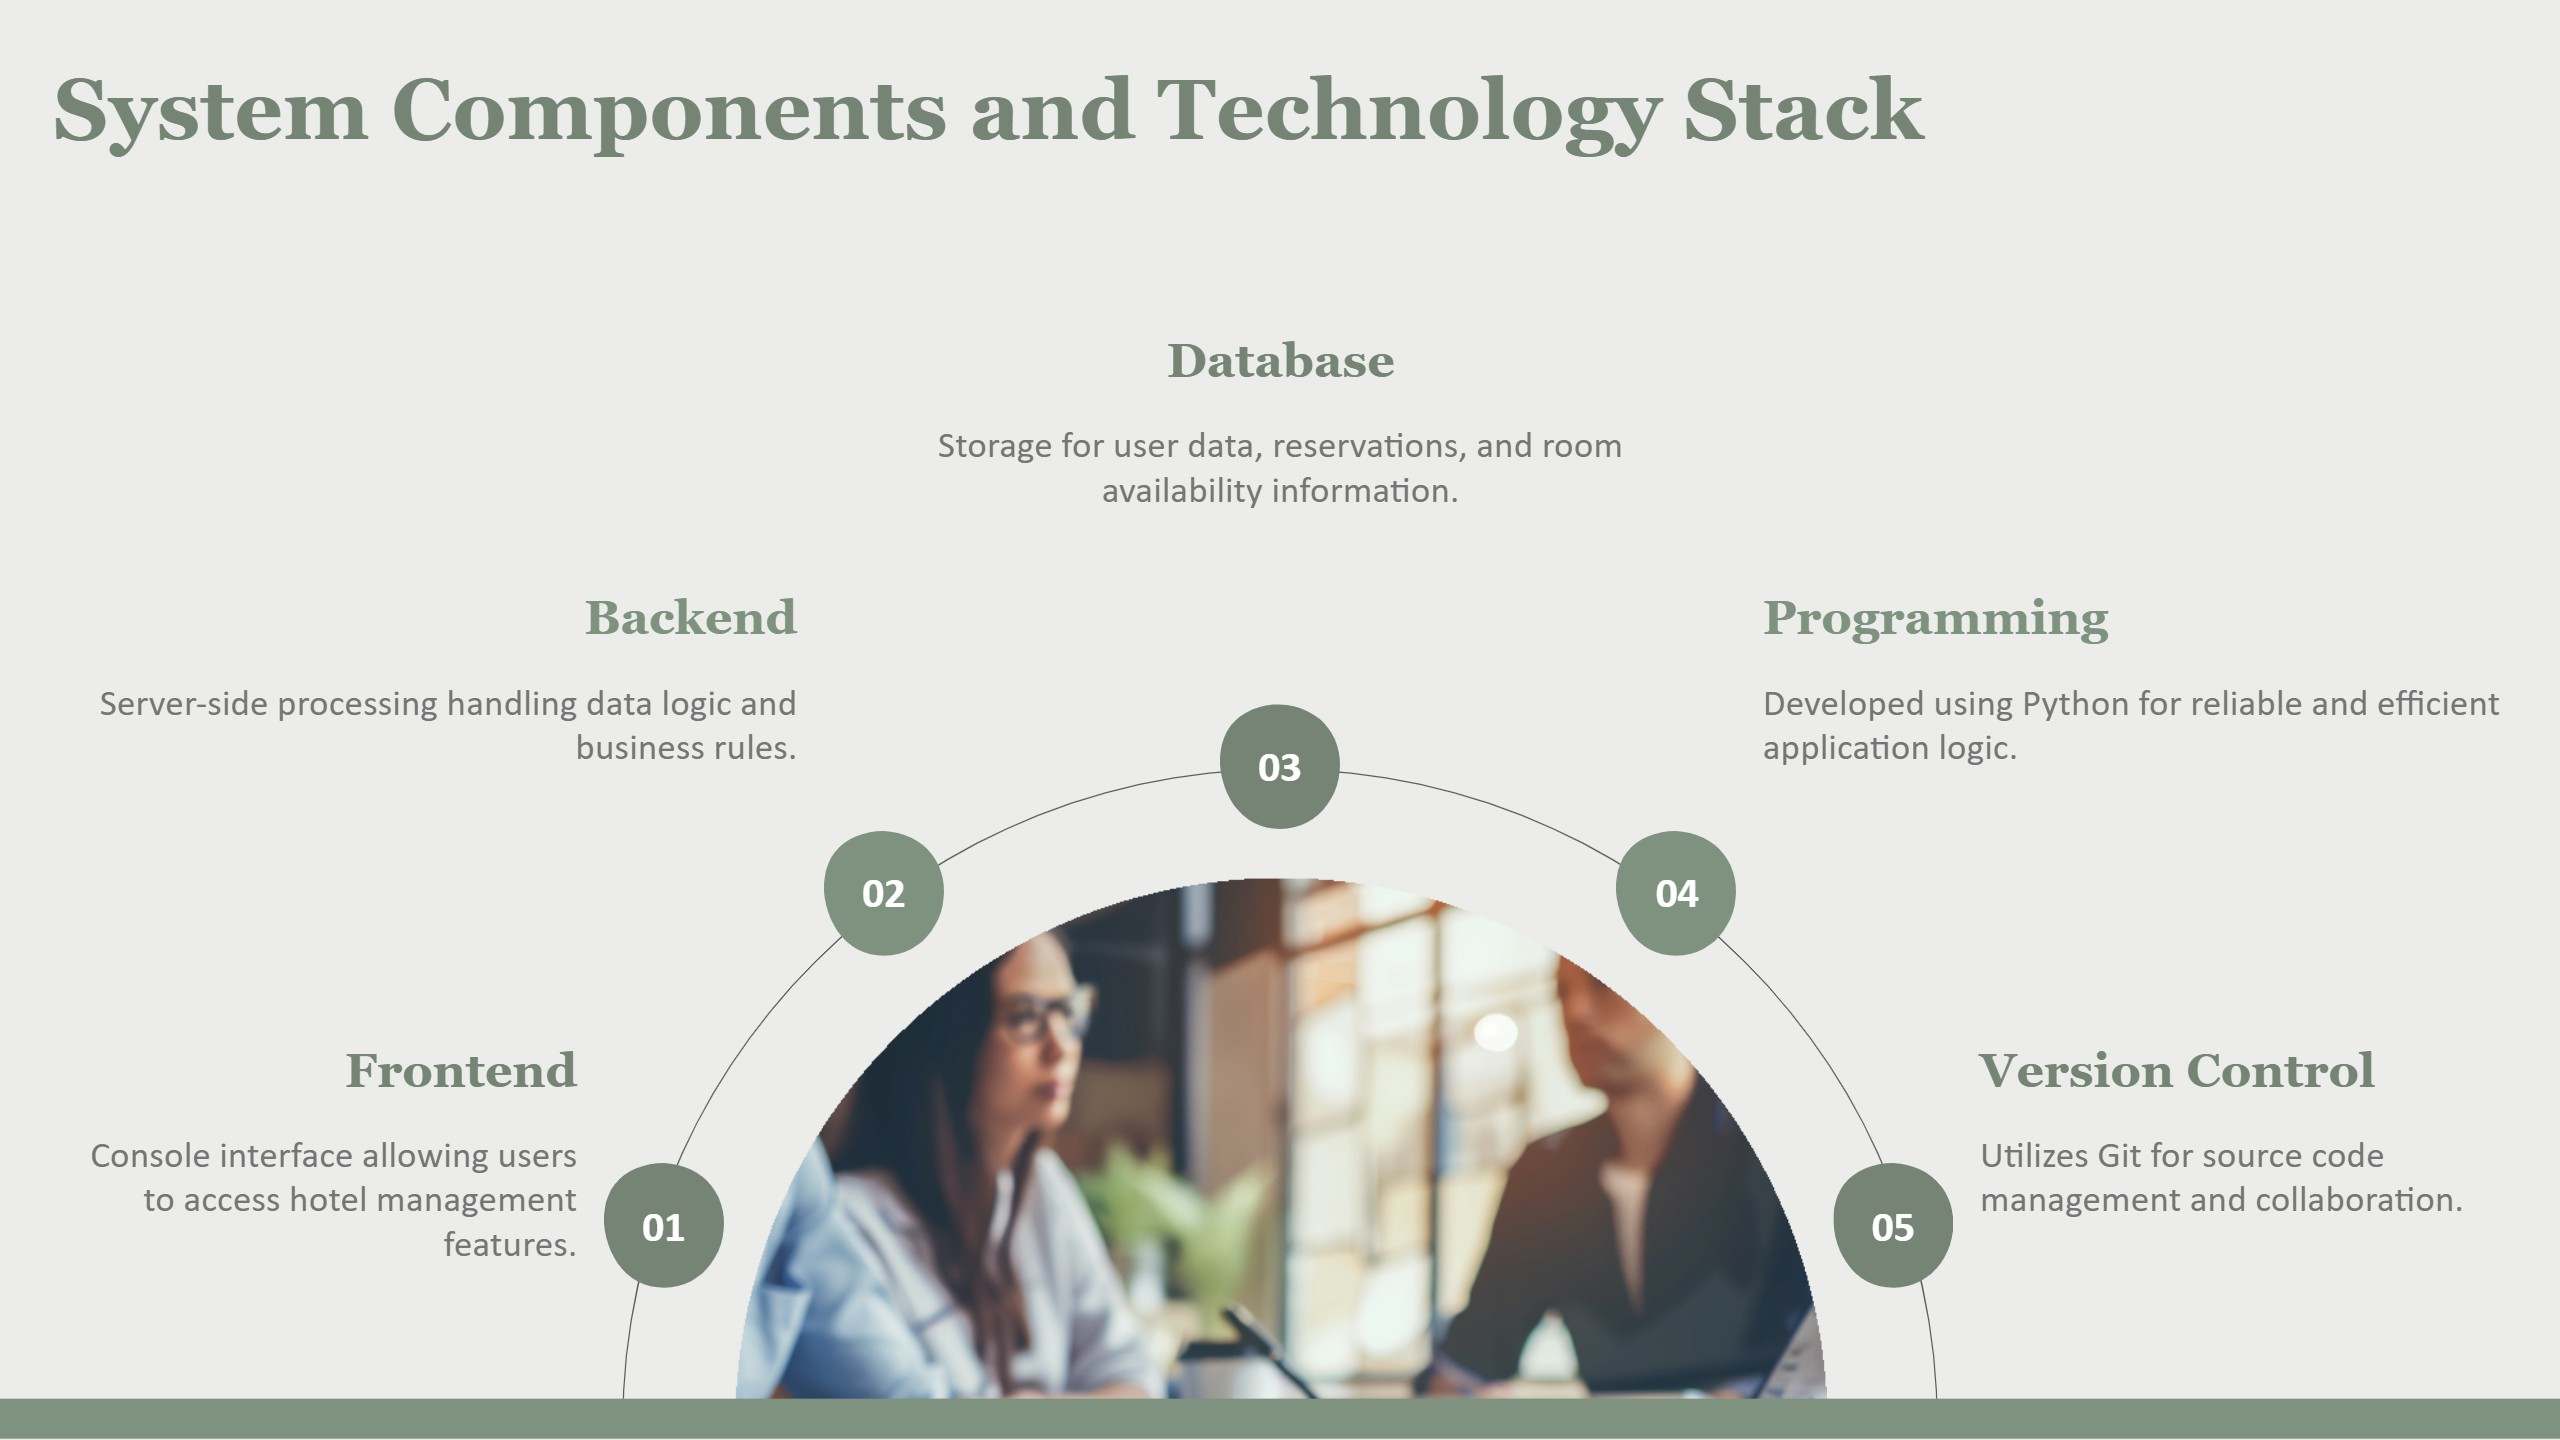 System Components and Technology Stack
Database
Storage for user data, reservations, and room
availability information.
Backend
Server-side processing handling data logic and
business rules.
Programming
Developed using Python for reliable and efficient
application logic.
03
02
04
Frontend
Console interface allowing users
to access hotel management
features.
01
Version Control
Utilizes Git for source code
management and collaboration.
05